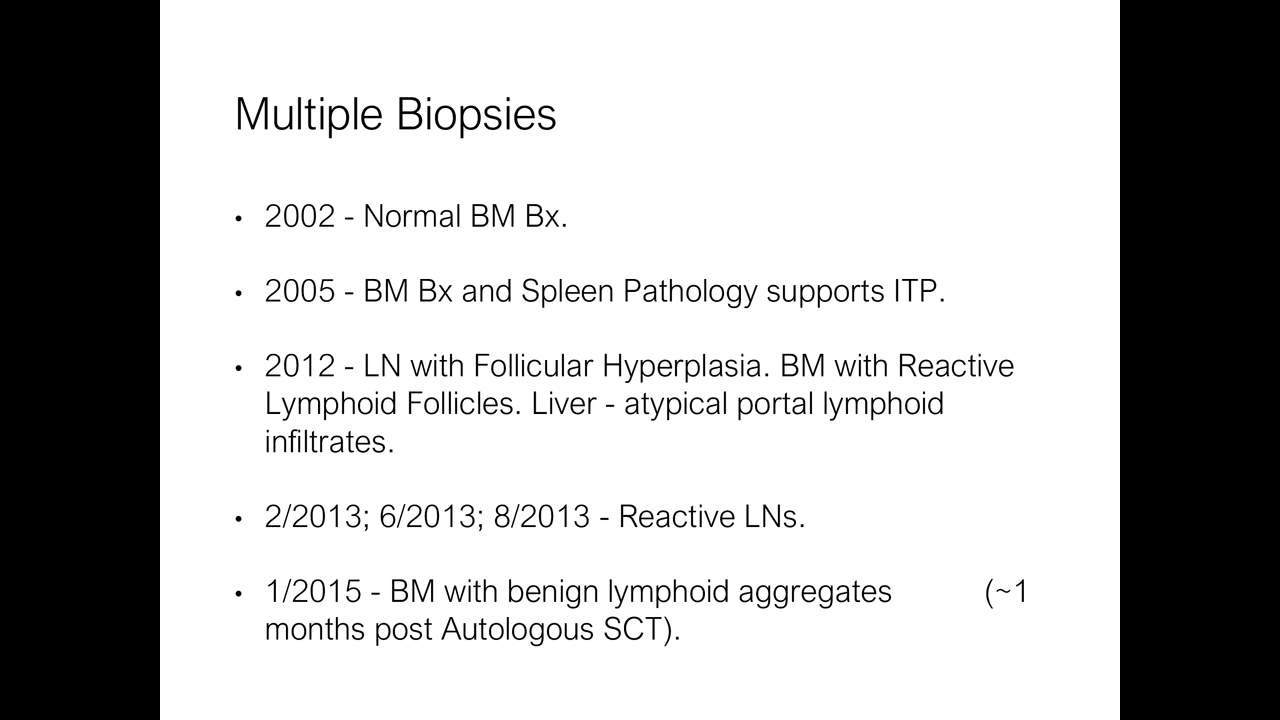 Multiple Biopsies
• 2002 - Normal BM Bx.
• 2005 - BM Bx and Spleen Pathology supports ITP.
• 2012 - LN with Follicular Hyperplasia. BM with Reactive
Lymphoid Follicles. Liver - atypical portal lymphoid
infiltrates.
• 2/2013; 6/2013; 8/2013 - Reactive LNs.
• 1/2015 - BM with benign lymphoid aggregates (~1
months post Autologous SCT).